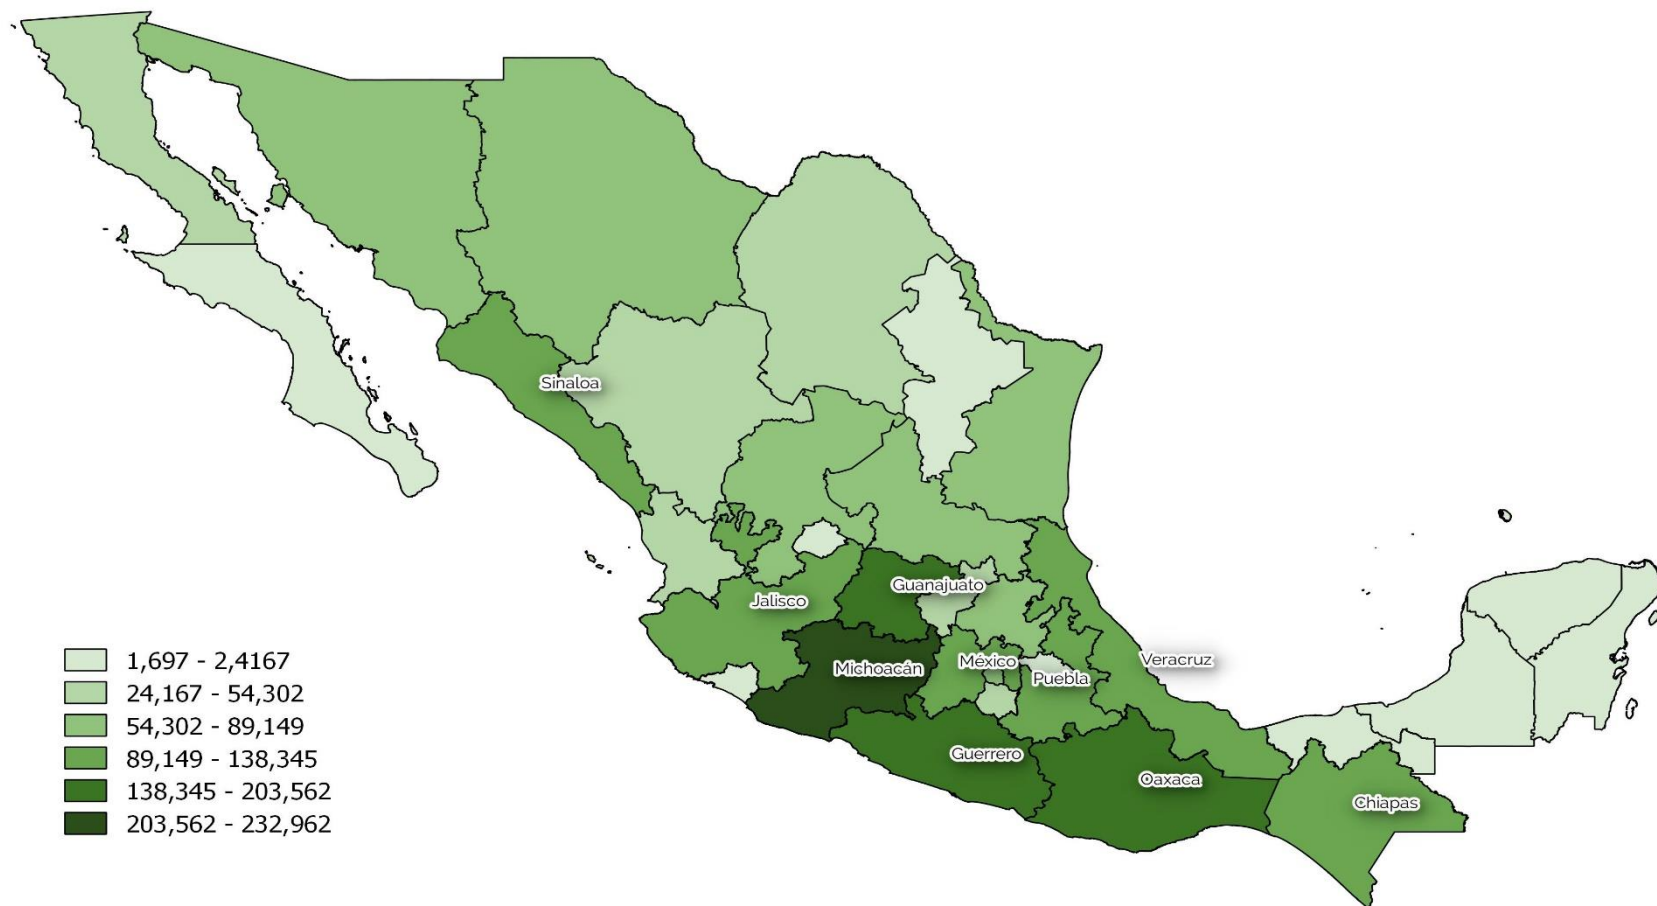 Sinaloa
Guanajuato
Jalisco
Michoacán
México
Veracruz
Puebla
Guerrero
Oaxaca
Chiapas
1,697 - 2,4167
24,167 - 54,302
54,302 - 89,149
89,149 - 138,345
138,345 - 203,562
203,562 - 232,962